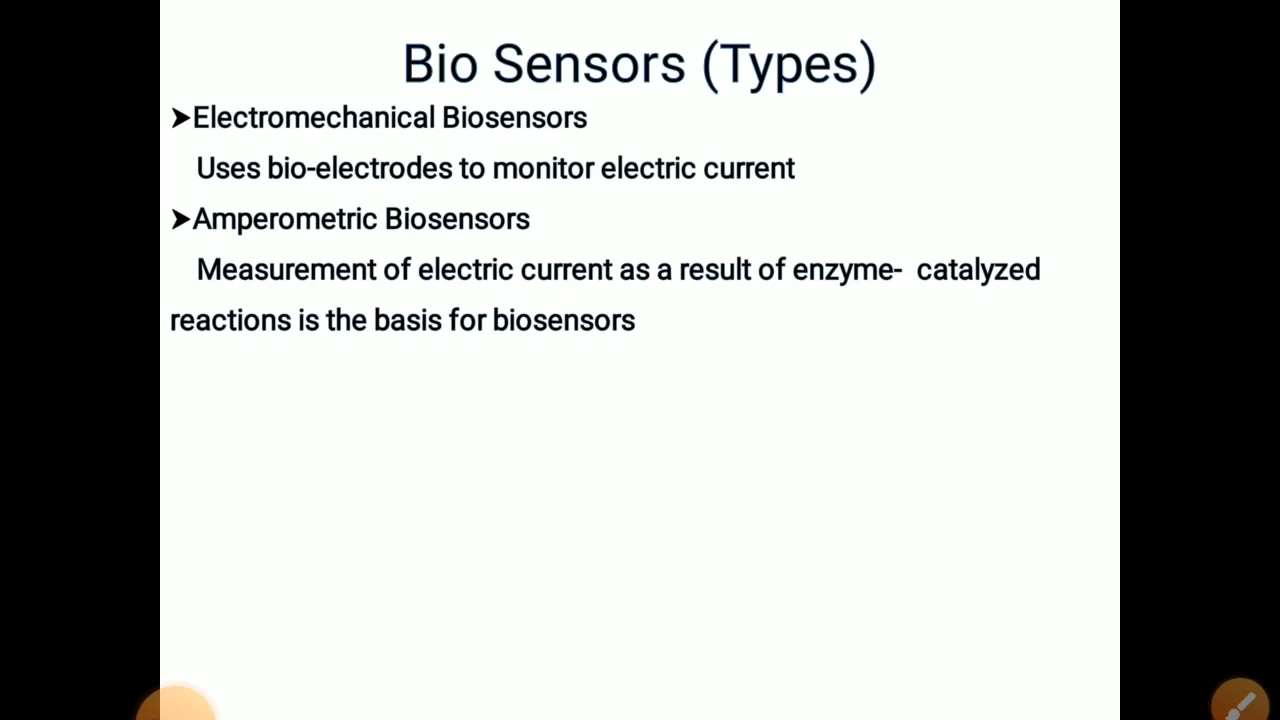 Bio Sensors (Types)
➤Electromechanical Biosensors
Uses bio-electrodes to monitor electric current
➤Amperometric Biosensors
Measurement of electric current as a result of enzyme- catalyzed
reactions is the basis for biosensors